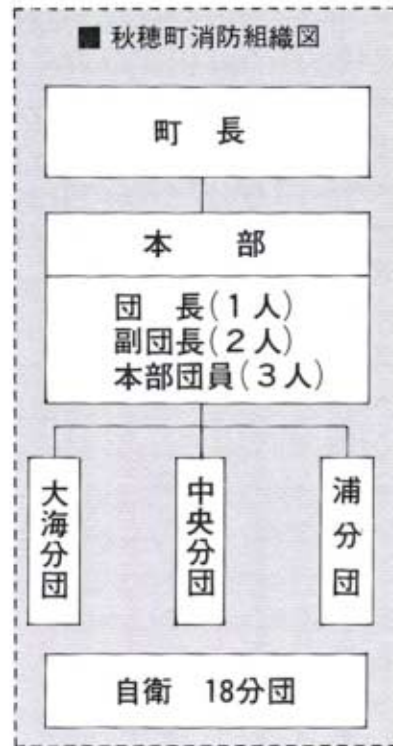 ■ 秋穂町消防組織図
町 長
本 部
団 長(1人)
副団長(2人)
本部団員(3人)
大海分団
中央分団
浦分団
自衛 18分団